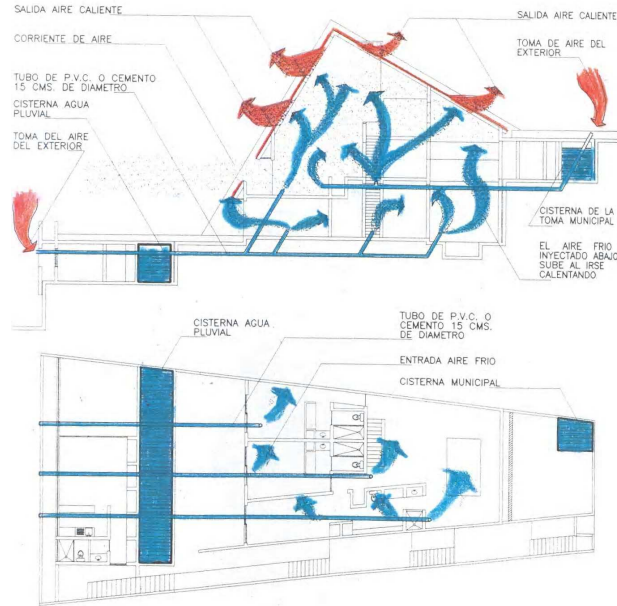 SALIDA AIRE CALIENTE
CORRIENTE DE AIRE
TUBO DE P.V.C. O CEMENTO
15 CMS. DE DIAMETRO
CISTERNA AGUA
PLUVIAL
TOMA DEL AIRE
DEL EXTERIOR
SALIDA AIRE CALIENTE
TOMA DE AIRE DEL
EXTERIOR
CISTERNA DE LA
TOMA MUNICIPAL
EL AIRE FRIO
INYECTADO ABAJO
SUBE AL IRSE
CALENTANDO
CISTERNA AGUA
PLUVIAL
TUBO DE P.V.C. O
CEMENTO 15 CMS.
DE DIAMETRO
ENTRADA AIRE FRIO
CISTERNA MUNICIPAL